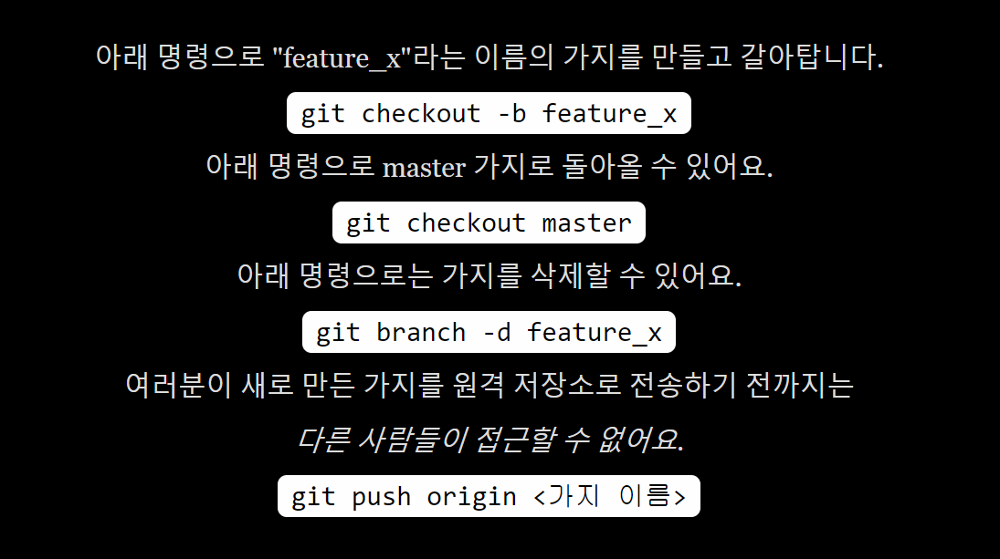 아래 명령으로 "feature_x"라는 이름의 가지를 만들고 갈아탑니다.
git checkout -b feature_x
아래 명령으로 master 가지로 돌아올 수 있어요.
git checkout master
아래 명령으로는 가지를 삭제할 수 있어요.
git branch -d feature_x
여러분이 새로 만든 가지를 원격 저장소로 전송하기 전까지는
다른 사람들이 접근할 수 없어요.
git push origin <가지 이름>